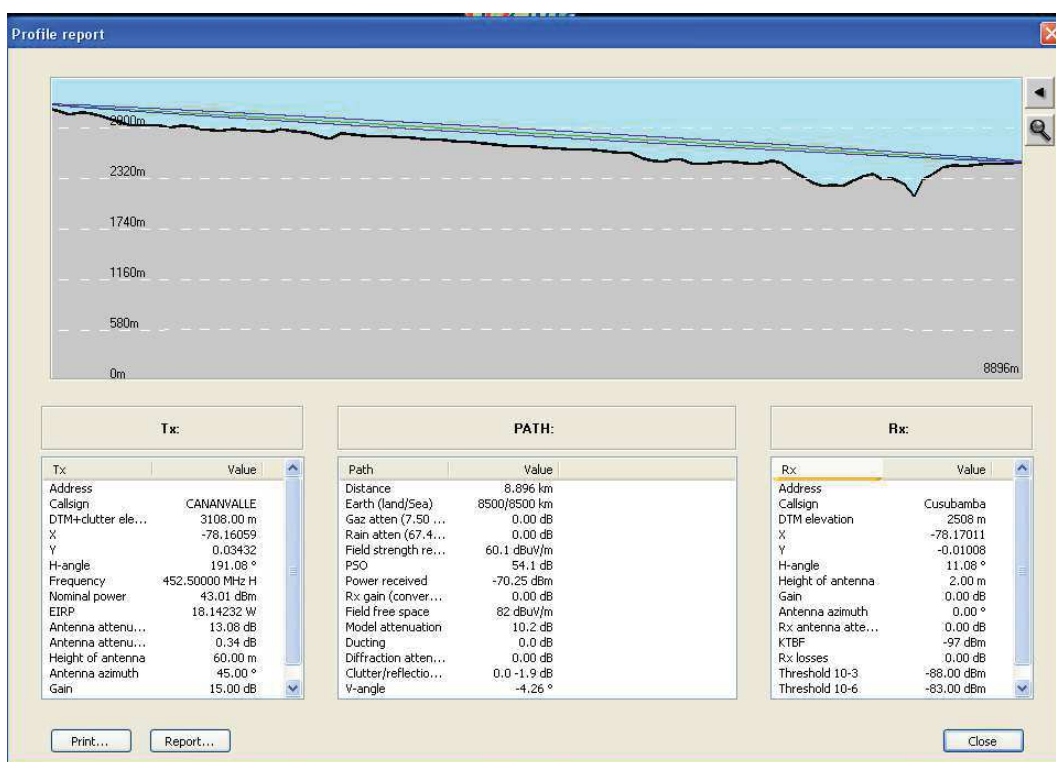 Profile report
2900m
2320m
1740m
1160m
580m
0m
8896m
Tx:
PATH:
Rx:
Tx Value
Address
Callsign CANANVALLE
DTM+clutter ele... 3108.00 m
X -78.16059
Y 0.03432
H-angle 191.08 °
Frequency 452.50000 MHz H
Nominal power 43.01 dBm
EIRP 18.14232 W
Antenna attenu... 13.08 dB
Antenna attenu... 0.34 dB
Height of antenna 60.00 m
Antenna azimuth 45.00 °
Gain 15.00 dB
Path Value
Distance 8.896 km
Earth (land/Sea) 8500/8500 km
Gaz atten (7.50 ... 0.00 dB
Rain atten (67.4... 0.00 dB
Field strength re... 60.1 dBuV/m
PSO 54.1 dB
Power received -70.25 dBm
Rx gain (conver... 0.00 dB
Field free space 82 dBuV/m
Model attenuation 10.2 dB
Ducting 0.0 dB
Diffraction atten... 0.00 dB
Clutter/reflectio... 0.0 -1.9 dB
V-angle -4.26 °
Rx Value
Address
Callsign Cusubamba
DTM elevation 2508 m
X -78.17011
Y -0.01008
H-angle 11.08 °
Height of antenna 2.00 m
Gain 0.00 dB
Antenna azimuth 0.00 °
Rx antenna atte... 0.00 dB
KTBF -97 dBm
Rx losses 0.00 dB
Threshold 10-3 -88.00 dBm
Threshold 10-6 -83.00 dBm
Print...
Report...
Close